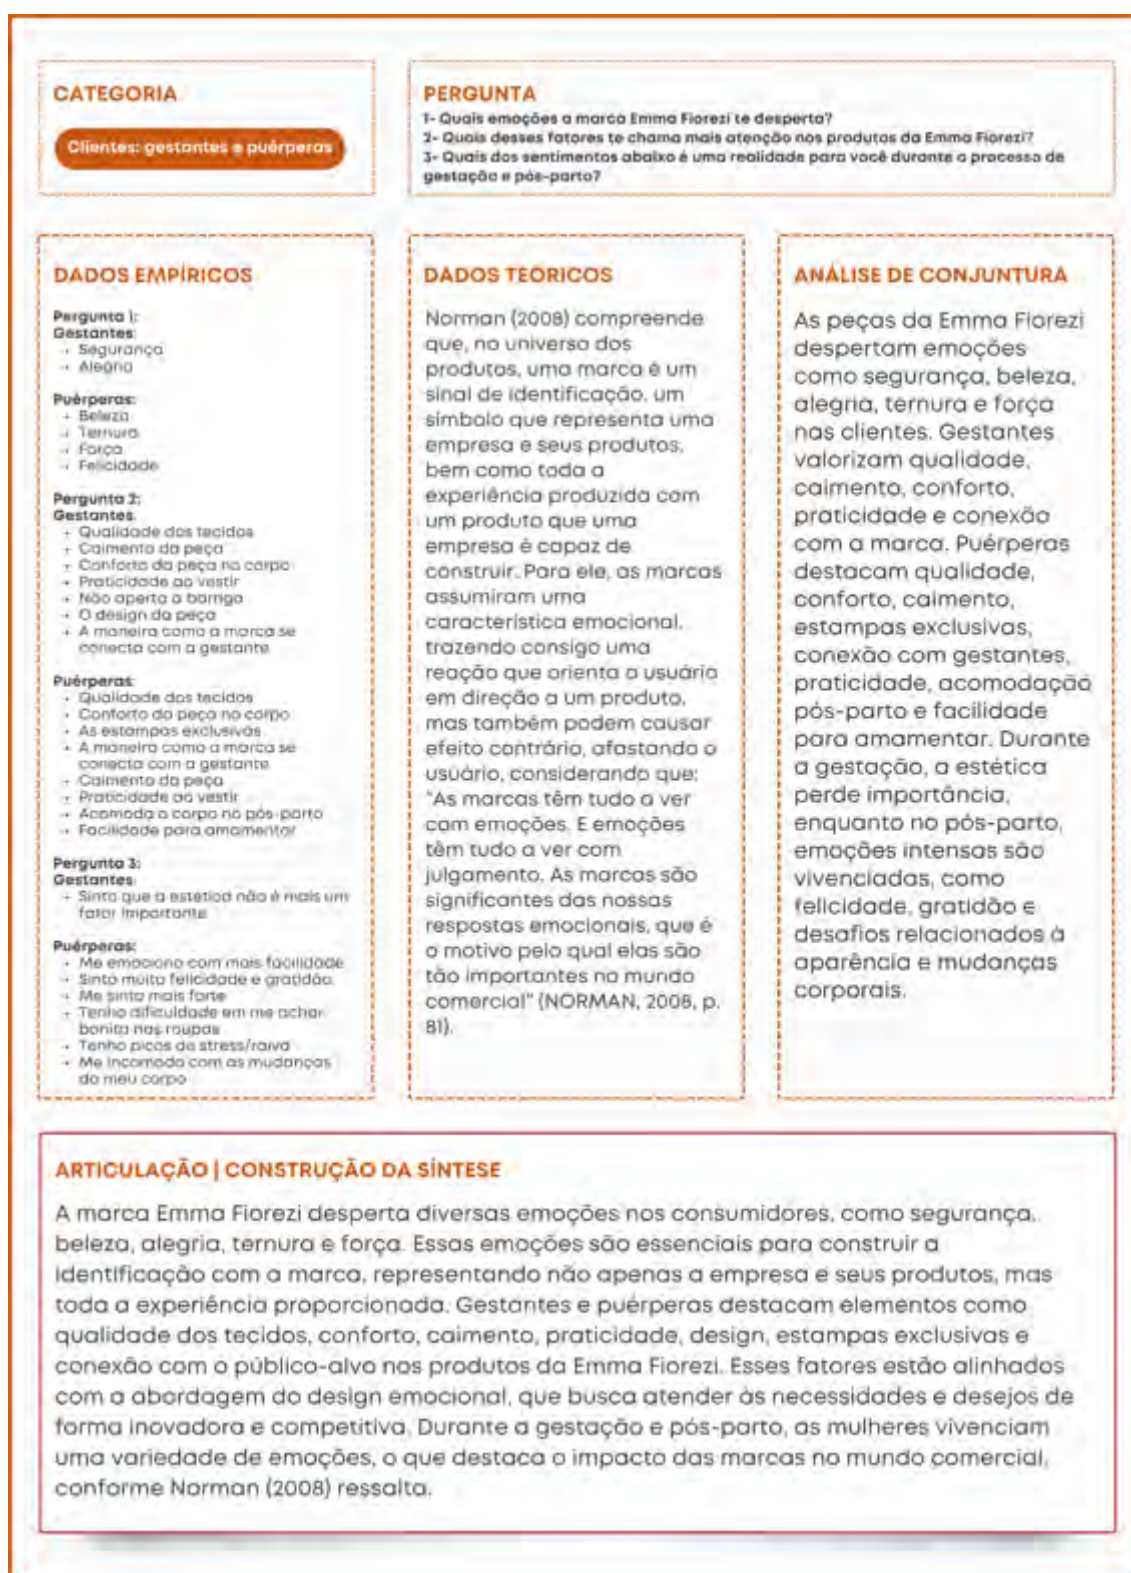 CATEGORIA
Clientes: gestantes e puérperas
PERGUNTA
1- Quais emoções a marca Emma Fiorezi te desperta?
2- Quais desses fatores te chama mais atenção nos produtos da Emma Fiorezi?
3- Quais dos sentimentos abaixo é uma realidade para você durante o processo de
gestação e pós-parto?
DADOS EMPÍRICOS
Pergunta 1:
Gestantes:
Segurança
Alegria
Puérperas:
Beleza
Ternura
Força
Felicidade
Pergunta 2:
Gestantes:
Qualidade dos tecidos
Caimento da peça
Conforto da peça no corpo
Praticidade ao vestir
Não aperta a barriga
O design da peça
A maneira como a marca se
conecta com a gestante
Puérperas:
Qualidade dos tecidos
Conforto da peça no corpo
As estampas exclusivas
A maneira como a marca se
conecta com a gestante
Caimento da peça
Praticidade ao vestir
Acomoda o corpo no pós-parto
Facilidade para amamentar
Pergunta 3:
Gestantes:
Sinto que a estética não é mais um
fator importante
Puérperas:
Me emociono com mais facilidade
Sinto muita felicidade e gratidão
Me sinto mais forte
Tenho dificuldade em me achar
bonita nas roupas
Tenho picos de stress/raiva
Me incomodo com as mudanças
do meu corpo
DADOS TEÓRICOS
Norman (2008) compreende
que, no universo dos
produtos, uma marca é um
sinal de identificação, um
símbolo que representa uma
empresa e seus produtos,
bem como toda a
experiência produzida com
um produto que uma
empresa é capaz de
construir. Para ele, as marcas
assumiram uma
característica emocional,
trazendo consigo uma
reação que orienta o usuário
em direção a um produto,
mas também podem causar
efeito contrário, afastando o
usuário, considerando que:
"As marcas têm tudo a ver
com emoções. E emoções
têm tudo a ver com
julgamento. As marcas são
significantes das nossas
respostas emocionais, que é
o motivo pelo qual elas são
tão importantes no mundo
comercial" (NORMAN, 2008, p.
81).
ANÁLISE DE CONJUNTURA
As peças da Emma Fiorezi
despertam emoções
como segurança, beleza,
alegria, ternura e força
nas clientes. Gestantes
valorizam qualidade,
caimento, conforto,
praticidade e conexão
com a marca. Puérperas
destacam qualidade,
conforto, caimento,
estampas exclusivas,
conexão com gestantes,
praticidade, acomodação
pós-parto e facilidade
para amamentar. Durante
a gestação, a estética
perde importância,
enquanto no pós-parto,
emoções intensas são
vivenciadas, como
felicidade, gratidão e
desafios relacionados à
aparência e mudanças
corporais.
ARTICULAÇÃO | CONSTRUÇÃO DA SÍNTESE
A marca Emma Fiorezi desperta diversas emoções nos consumidores, como segurança,
beleza, alegria, ternura e força. Essas emoções são essenciais para construir a
identificação com a marca, representando não apenas a empresa e seus produtos, mas
toda a experiência proporcionada. Gestantes e puérperas destacam elementos como
qualidade dos tecidos, conforto, caimento, praticidade, design, estampas exclusivas e
conexão com o público-alvo nos produtos da Emma Fiorezi. Esses fatores estão alinhados
com a abordagem do design emocional, que busca atender às necessidades e desejos de
forma inovadora e competitiva. Durante a gestação e pós-parto, as mulheres vivenciam
uma variedade de emoções, o que destaca o impacto das marcas no mundo comercial,
conforme Norman (2008) ressalta.